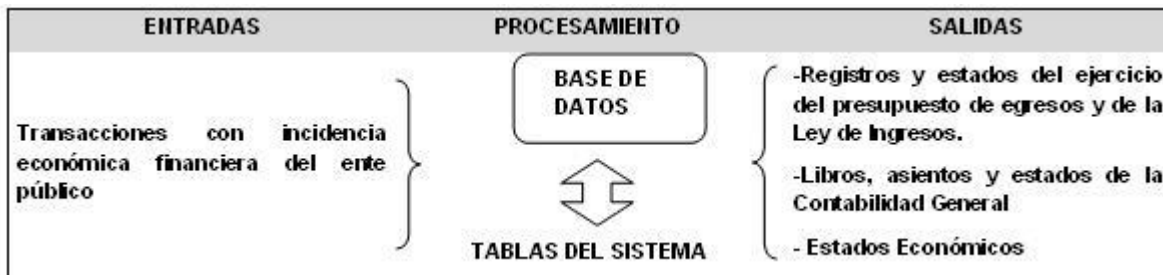 ENTRADAS PROCESAMIENTO SALIDAS
Transacciones con incidencia
económica financiera del ente
público
BASE DE
DATOS
TABLAS DEL SISTEMA
-Registros y estados del ejercicio
del presupuesto de egresos y de la
Ley de Ingresos.
-Libros, asientos y estados de la
Contabilidad General
- Estados Económicos